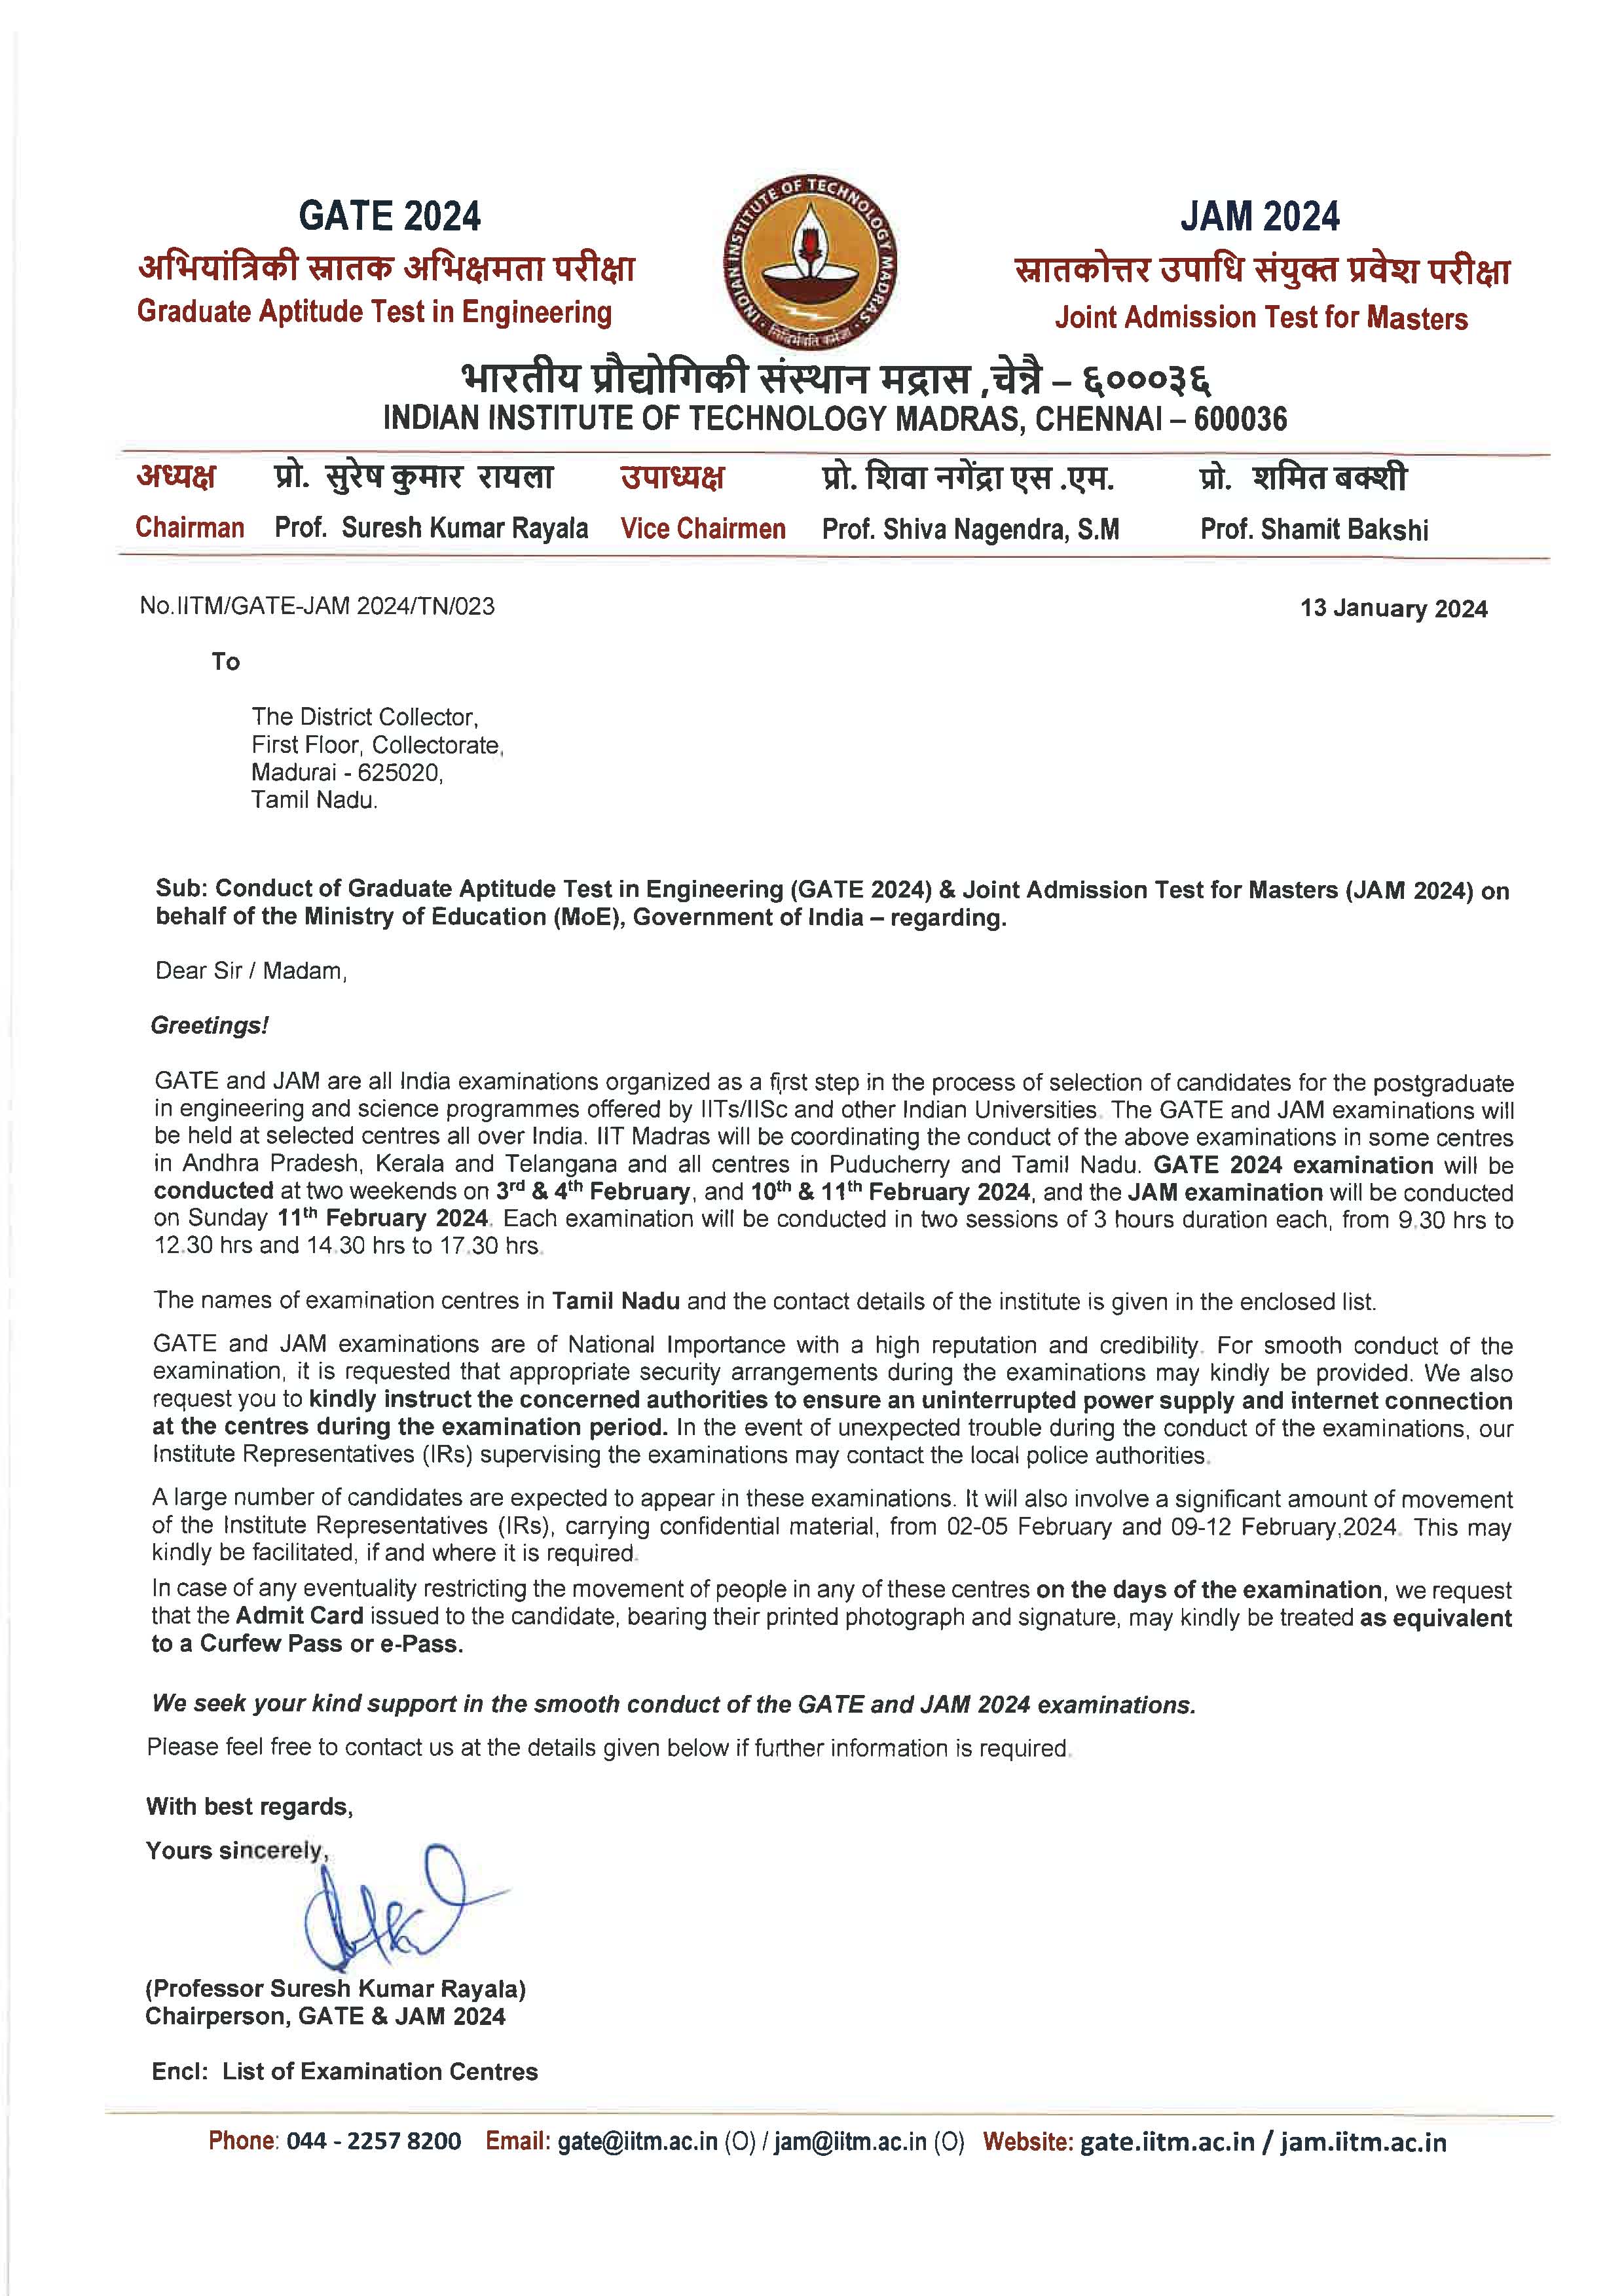 GATE 2024
अभियांत्रिकी स्नातक अभिक्षमता परीक्षा
Graduate Aptitude Test in Engineering
INDIAN INSTITUTE OF TECHNOLOGY MADRAS
सिद्धिर्भवति कर्मजा
JAM 2024
स्नातकोत्तर उपाधि संयुक्त प्रवेश परीक्षा
Joint Admission Test for Masters
भारतीय प्रौद्योगिकी संस्थान मद्रास ,चेन्नै – ६०००३६
INDIAN INSTITUTE OF TECHNOLOGY MADRAS, CHENNAI – 600036
अध्यक्ष प्रो. सुरेष कुमार रायला उपाध्यक्ष प्रो. शिवा नगेंद्रा एस .एम. प्रो. शमित बक्शी
Chairman Prof. Suresh Kumar Rayala Vice Chairmen Prof. Shiva Nagendra, S.M Prof. Shamit Bakshi
No.IITM/GATE-JAM 2024/TN/023 13 January 2024
To
The District Collector,
First Floor, Collectorate,
Madurai - 625020,
Tamil Nadu.
Sub: Conduct of Graduate Aptitude Test in Engineering (GATE 2024) & Joint Admission Test for Masters (JAM 2024) on
behalf of the Ministry of Education (MoE), Government of India – regarding.
Dear Sir / Madam,
Greetings!
GATE and JAM are all India examinations organized as a first step in the process of selection of candidates for the postgraduate
in engineering and science programmes offered by IITs/IISc and other Indian Universities. The GATE and JAM examinations will
be held at selected centres all over India. IIT Madras will be coordinating the conduct of the above examinations in some centres
in Andhra Pradesh, Kerala and Telangana and all centres in Puducherry and Tamil Nadu. GATE 2024 examination will be
conducted at two weekends on 3rd & 4th February, and 10th & 11th February 2024, and the JAM examination will be conducted
on Sunday 11th February 2024. Each examination will be conducted in two sessions of 3 hours duration each, from 9.30 hrs to
12.30 hrs and 14.30 hrs to 17.30 hrs.
The names of examination centres in Tamil Nadu and the contact details of the institute is given in the enclosed list.
GATE and JAM examinations are of National Importance with a high reputation and credibility. For smooth conduct of the
examination, it is requested that appropriate security arrangements during the examinations may kindly be provided. We also
request you to kindly instruct the concerned authorities to ensure an uninterrupted power supply and internet connection
at the centres during the examination period. In the event of unexpected trouble during the conduct of the examinations, our
Institute Representatives (IRs) supervising the examinations may contact the local police authorities.
A large number of candidates are expected to appear in these examinations. It will also involve a significant amount of movement
of the Institute Representatives (IRs), carrying confidential material, from 02-05 February and 09-12 February,2024. This may
kindly be facilitated, if and where it is required.
In case of any eventuality restricting the movement of people in any of these centres on the days of the examination, we request
that the Admit Card issued to the candidate, bearing their printed photograph and signature, may kindly be treated as equivalent
to a Curfew Pass or e-Pass.
We seek your kind support in the smooth conduct of the GATE and JAM 2024 examinations.
Please feel free to contact us at the details given below if further information is required.
With best regards,
Yours sincerely,
(Professor Suresh Kumar Rayala)
Chairperson, GATE & JAM 2024
Encl: List of Examination Centres
Phone: 044 - 2257 8200 Email: gate@iitm.ac.in (O) / jam@iitm.ac.in (O) Website: gate.iitm.ac.in / jam.iitm.ac.in